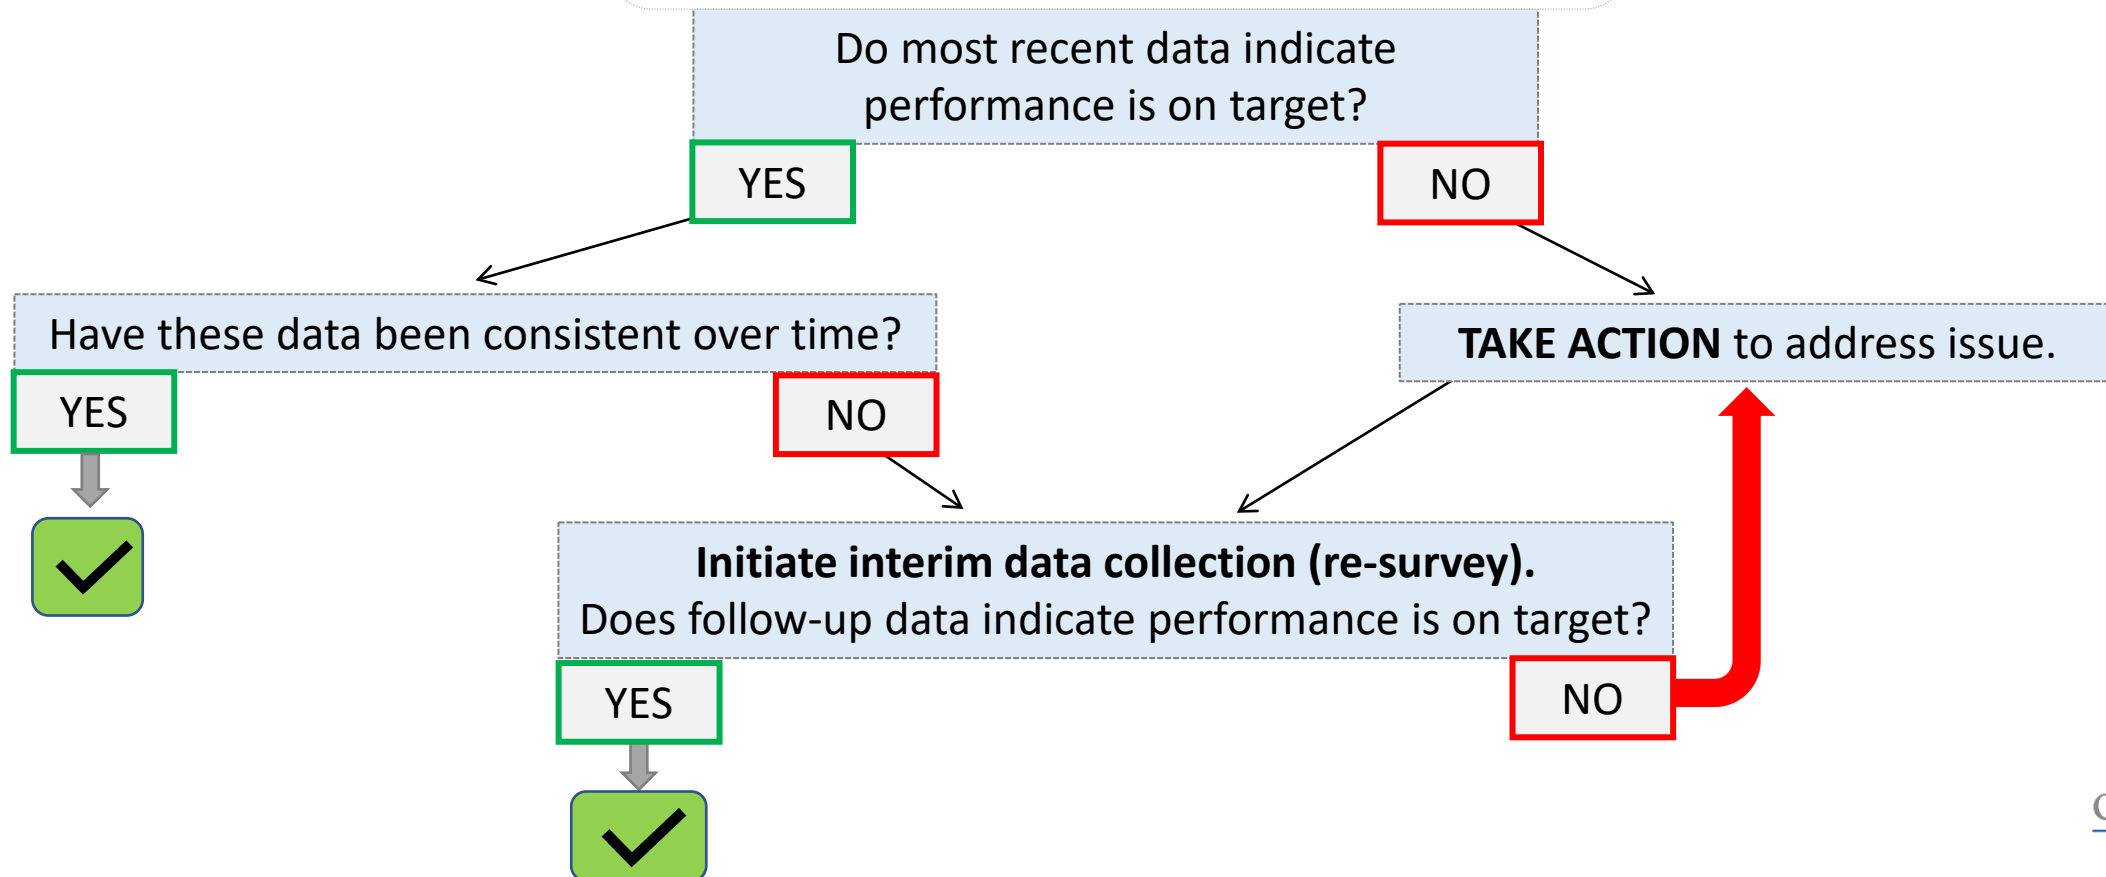 Do most recent data indicate
performance is on target?
YES
NO
Have these data been consistent over time?
TAKE ACTION to address issue.
YES
NO
Initiate interim data collection (re-survey).
Does follow-up data indicate performance is on target?
YES
NO